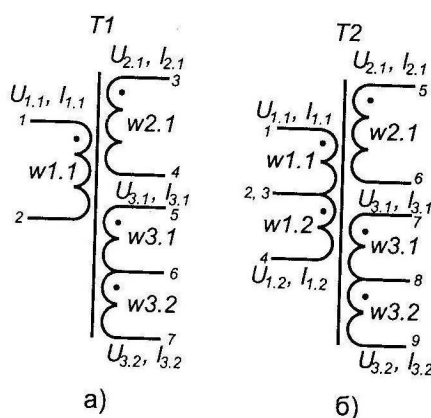 T1
U2.1, I2.1
3
U1.1, I1.1
1
w2.1
w1.1
4
U3.1, I3.1
2
5
w3.1
6
w3.2
7
U3.2, I3.2
а)
T2
U2.1, I2.1
5
U1.1, I1.1
1
w2.1
w1.1
6
2, 3
U3.1, I3.1
7
w1.2
w3.1
4
8
U1.2, I1.2
w3.2
9
U3.2, I3.2
б)